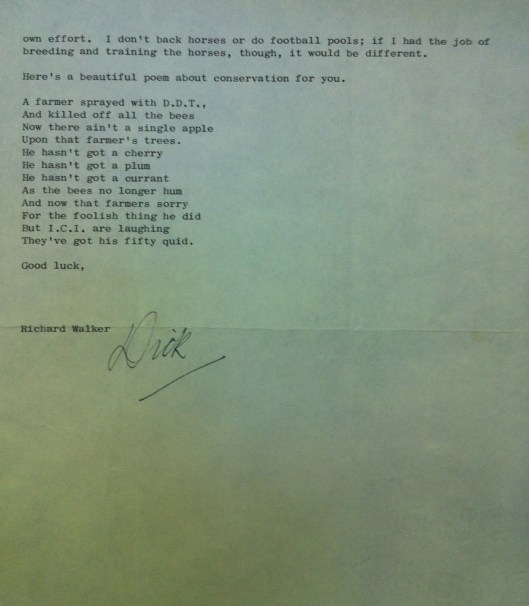 own effort.  I don't back horses or do football pools; if I had the job of
breeding and training the horses, though, it would be different.
Here's a beautiful poem about conservation for you.
A farmer sprayed with D.D.T.,
And killed off all the bees
Now there ain't a single apple
Upon that farmer's trees.
He hasn't got a cherry
He hasn't got a plum
He hasn't got a currant
As the bees no longer hum
And now that farmers sorry
For the foolish thing he did
But I.C.I. are laughing
They've got his fifty quid.
Good luck,
Richard Walker
Dick